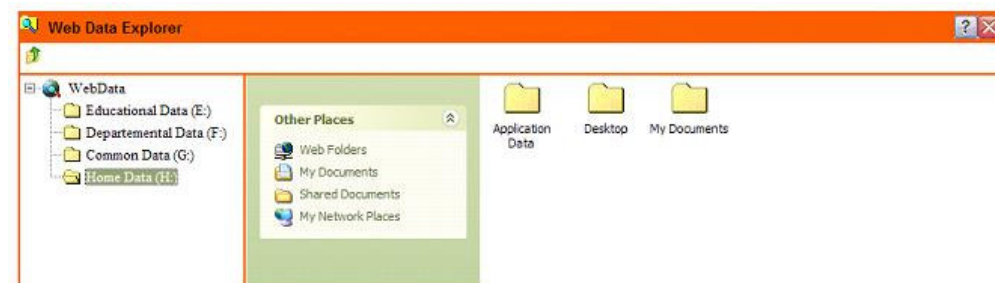 Web Data Explorer
WebData
Educational Data (E:)
Departemental Data (F:)
Common Data (G:)
Home Data (H:)
Other Places
Web Folders
My Documents
Shared Documents
My Network Places
Application
Data
Desktop
My Documents